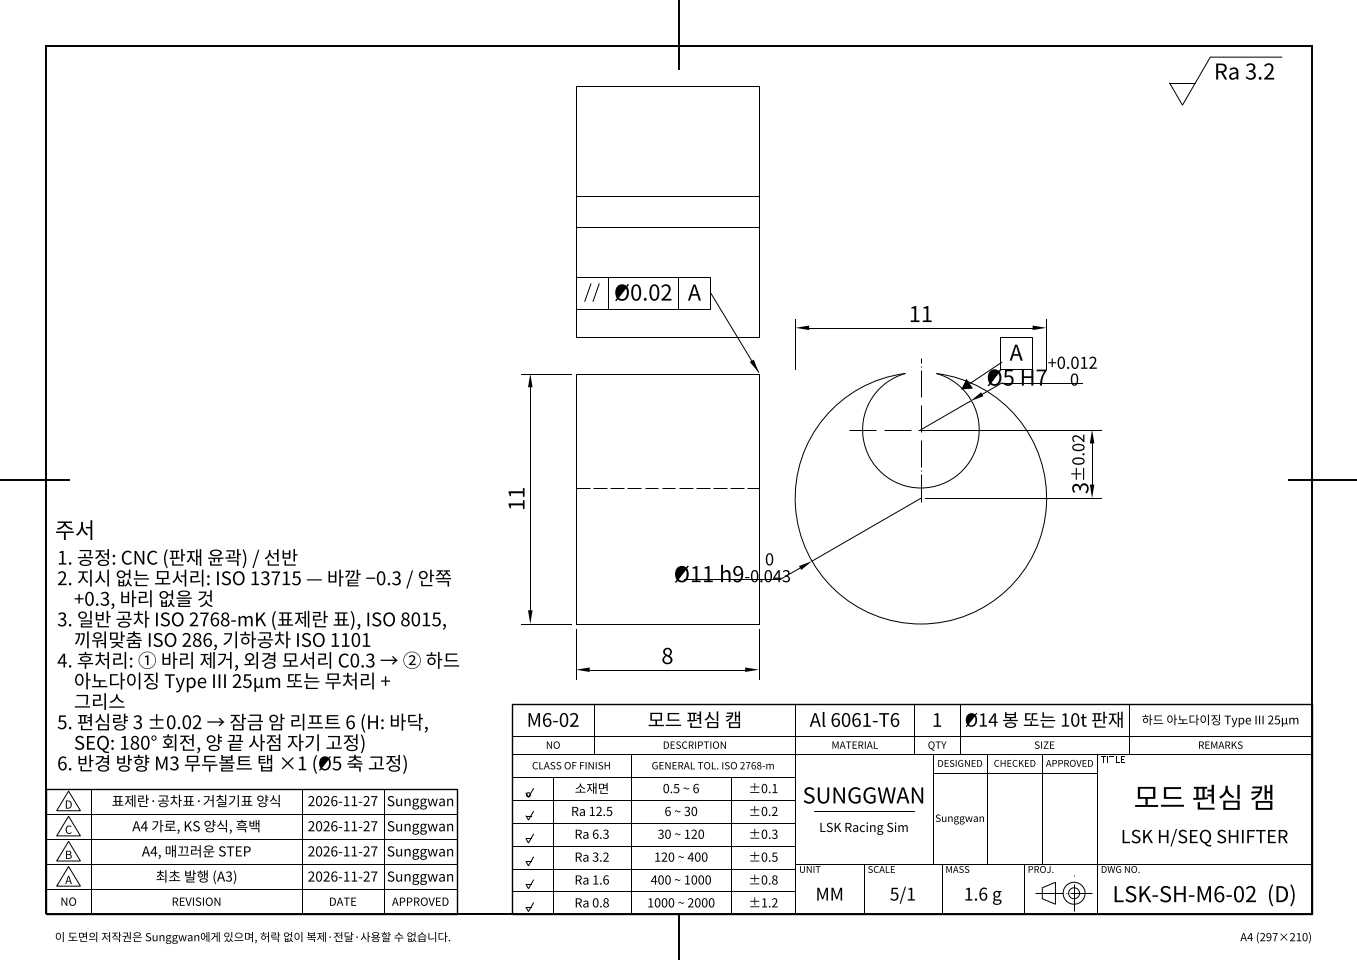 Ra 3.2
// Ø0.02 A
11
A
Ø5 H7 +0.012 0
3±0.02
11
Ø11 h9 0 -0.043
8
주서
1. 공정: CNC (판재 윤곽) / 선반
2. 지시 없는 모서리: ISO 13715 — 바깥 −0.3 / 안쪽
+0.3, 바리 없을 것
3. 일반 공차 ISO 2768-mK (표제란 표), ISO 8015,
끼워맞춤 ISO 286, 기하공차 ISO 1101
4. 후처리: ① 바리 제거, 외경 모서리 C0.3 → ② 하드
아노다이징 Type III 25μm 또는 무처리 +
그리스
5. 편심량 3 ±0.02 → 잠금 암 리프트 6 (H: 바닥,
SEQ: 180° 회전, 양 끝 사점 자기 고정)
6. 반경 방향 M3 무두볼트 탭 ×1 (Ø5 축 고정)
D 표제란·공차표·거칠기표 양식 2026-11-27 Sunggwan
C A4 가로, KS 양식, 흑백 2026-11-27 Sunggwan
B A4, 매끄러운 STEP 2026-11-27 Sunggwan
A 최초 발행 (A3) 2026-11-27 Sunggwan
NO REVISION DATE APPROVED
M6-02 모드 편심 캠 Al 6061-T6 1 Ø14 봉 또는 10t 판재 하드 아노다이징 Type III 25μm
NO DESCRIPTION MATERIAL QTY SIZE REMARKS
CLASS OF FINISH GENERAL TOL. ISO 2768-m
소재면 0.5 ~ 6 ±0.1
Ra 12.5 6 ~ 30 ±0.2
Ra 6.3 30 ~ 120 ±0.3
Ra 3.2 120 ~ 400 ±0.5
Ra 1.6 400 ~ 1000 ±0.8
Ra 0.8 1000 ~ 2000 ±1.2
SUNGGWAN
LSK Racing Sim
DESIGNED CHECKED APPROVED
Sunggwan
TITLE
모드 편심 캠
LSK H/SEQ SHIFTER
UNIT SCALE MASS PROJ. DWG NO.
MM 5/1 1.6 g LSK-SH-M6-02 (D)
이 도면의 저작권은 Sunggwan에게 있으며, 허락 없이 복제·전달·사용할 수 없습니다.
A4 (297×210)